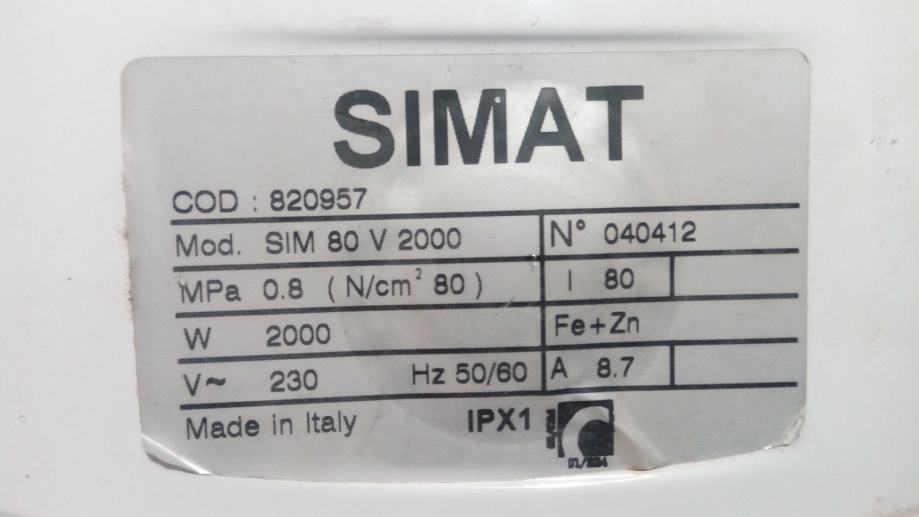 SIMAT
COD : 820957
Mod. SIM 80 V 2000 N° 040412
MPa 0.8 ( N/cm² 80 ) I 80
W 2000 Fe+Zn
V~ 230 Hz 50/60 A 8.7
Made in Italy IPX1